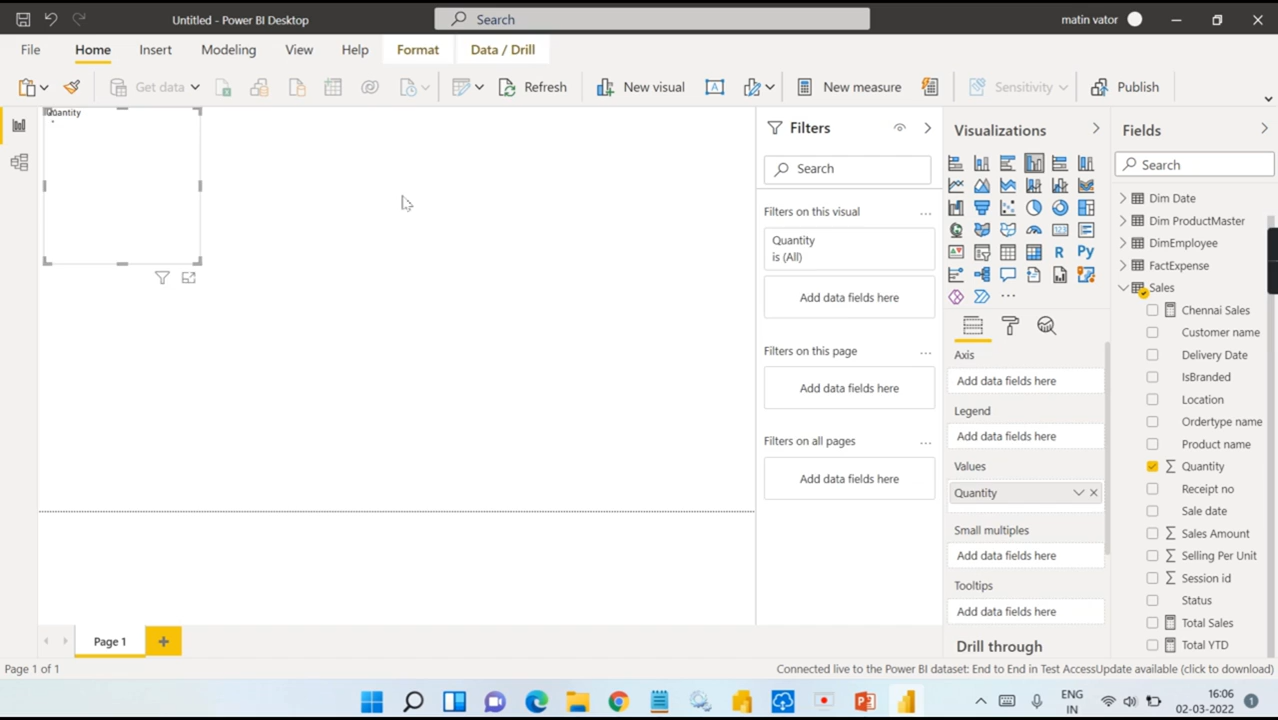 Untitled - Power BI Desktop
Search
matin vator
File
Home
Insert
Modeling
View
Help
Format
Data / Drill
Get data
Refresh
New visual
New measure
Sensitivity
Publish
Quantity
Filters
Search
Filters on this visual
...
Quantity
is (All)
Add data fields here
Filters on this page
...
Add data fields here
Filters on all pages
...
Add data fields here
Visualizations
R
Py
123
...
Axis
Add data fields here
Legend
Add data fields here
Values
Quantity
Small multiples
Add data fields here
Tooltips
Add data fields here
Drill through
Fields
Search
Dim Date
Dim ProductMaster
DimEmployee
FactExpense
Sales
Chennai Sales
Customer name
Delivery Date
IsBranded
Location
Ordertype name
Product name
Σ Quantity
Receipt no
Sale date
Σ Sales Amount
Σ Selling Per Unit
Σ Session id
Status
Total Sales
Total YTD
Page 1
Page 1 of 1
Connected live to the Power BI dataset: End to End in Test Access
Update available (click to download)
ENG
IN
16:06
02-03-2022
1